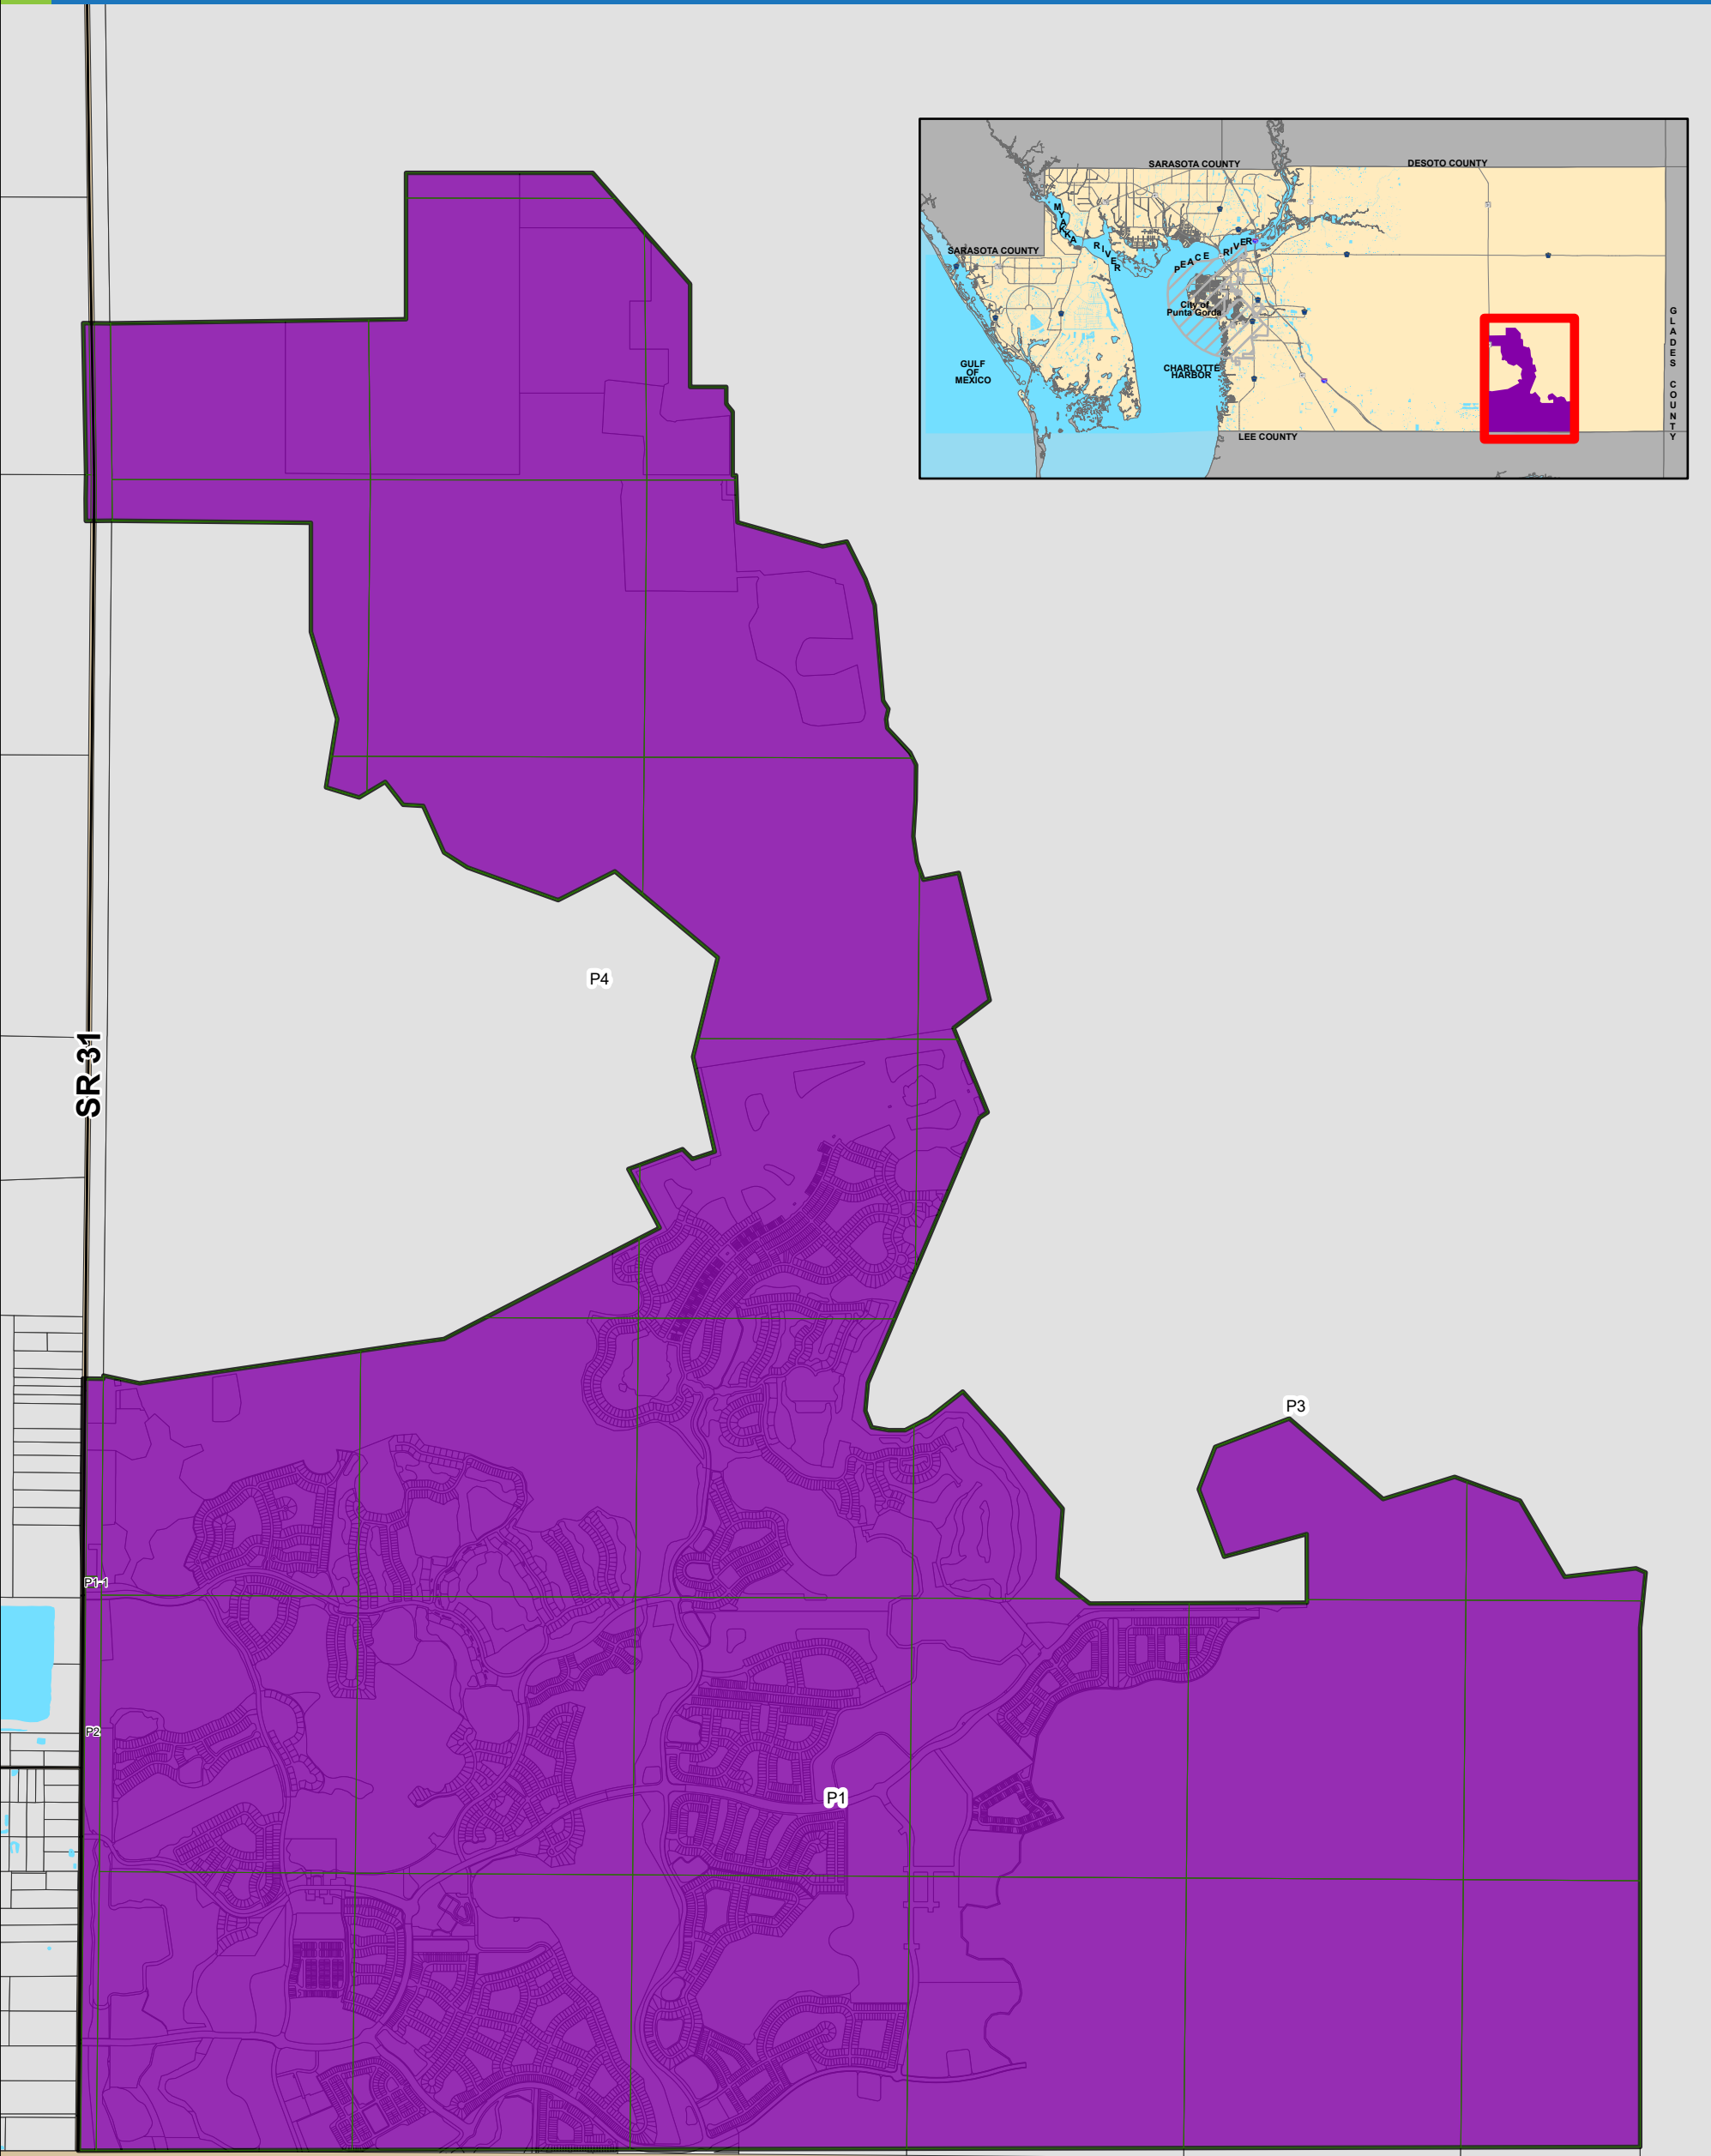 SARASOTA COUNTY
DESOTO COUNTY
MYAKKA RIVER
SARASOTA COUNTY
PEACE RIVER
City of
Punta Gorda
GULF
OF
MEXICO
CHARLOTTE
HARBOR
GLADES COUNTY
LEE COUNTY
P4
SR 31
P3
P1-1
P2
P1